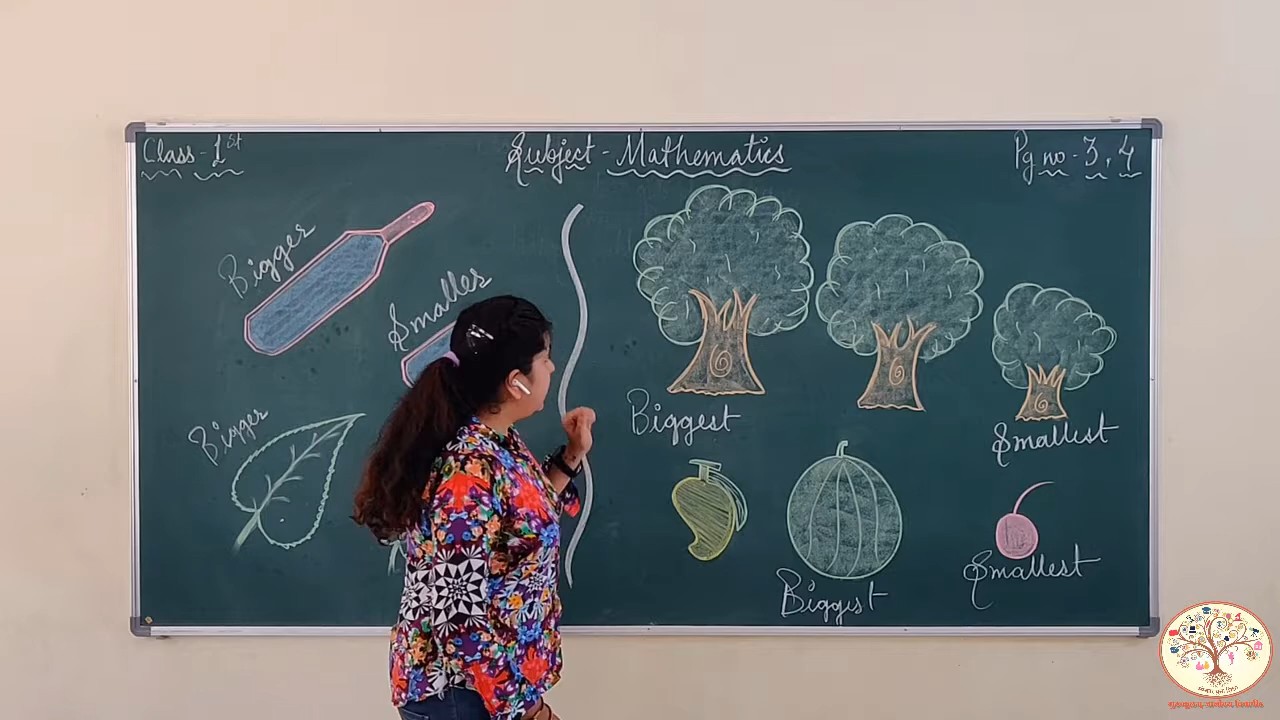 Class - 1st
Subject - Mathematics
Pg no - 3, 4
Bigger
Smaller
Bigger
Biggest
Smallest
Biggest
Smallest